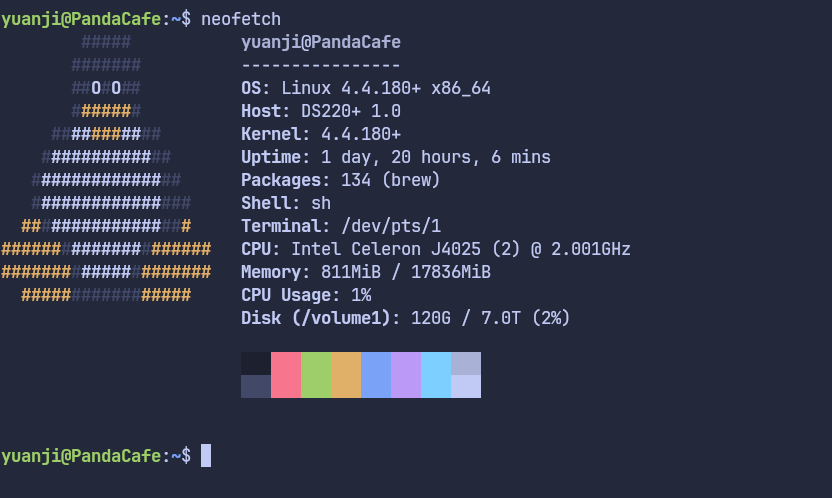 yuanji@PandaCafe:~$ neofetch
        #####           yuanji@PandaCafe
       #######          ----------------
       ##O#O##          OS: Linux 4.4.180+ x86_64
       #######          Host: DS220+ 1.0
     ###########        Kernel: 4.4.180+
    #############       Uptime: 1 day, 20 hours, 6 mins
   ###############      Packages: 134 (brew)
   ################     Shell: sh
  #################     Terminal: /dev/pts/1
#####################   CPU: Intel Celeron J4025 (2) @ 2.001GHz
#####################   Memory: 811MiB / 17836MiB
  #################     CPU Usage: 1%
                        Disk (/volume1): 120G / 7.0T (2%)
yuanji@PandaCafe:~$